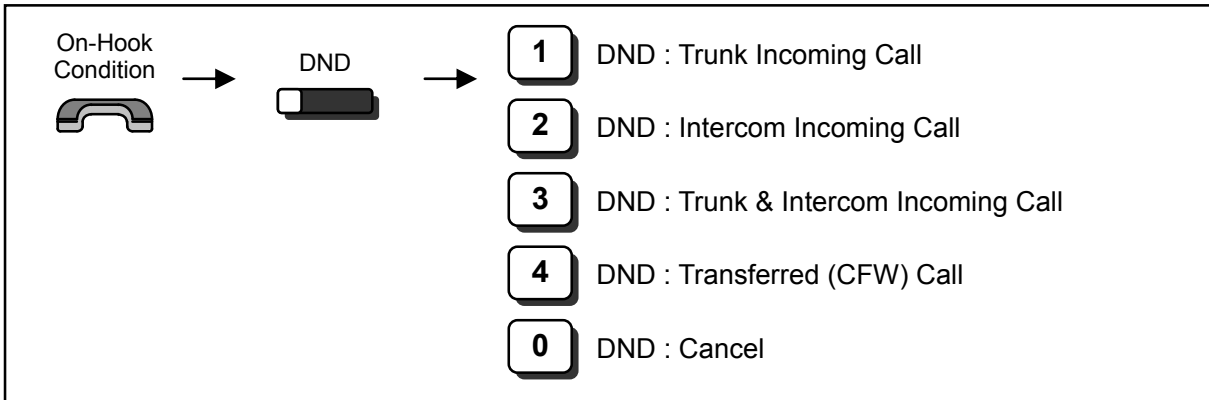 On-Hook
Condition
DND
1 DND : Trunk Incoming Call
2 DND : Intercom Incoming Call
3 DND : Trunk & Intercom Incoming Call
4 DND : Transferred (CFW) Call
0 DND : Cancel